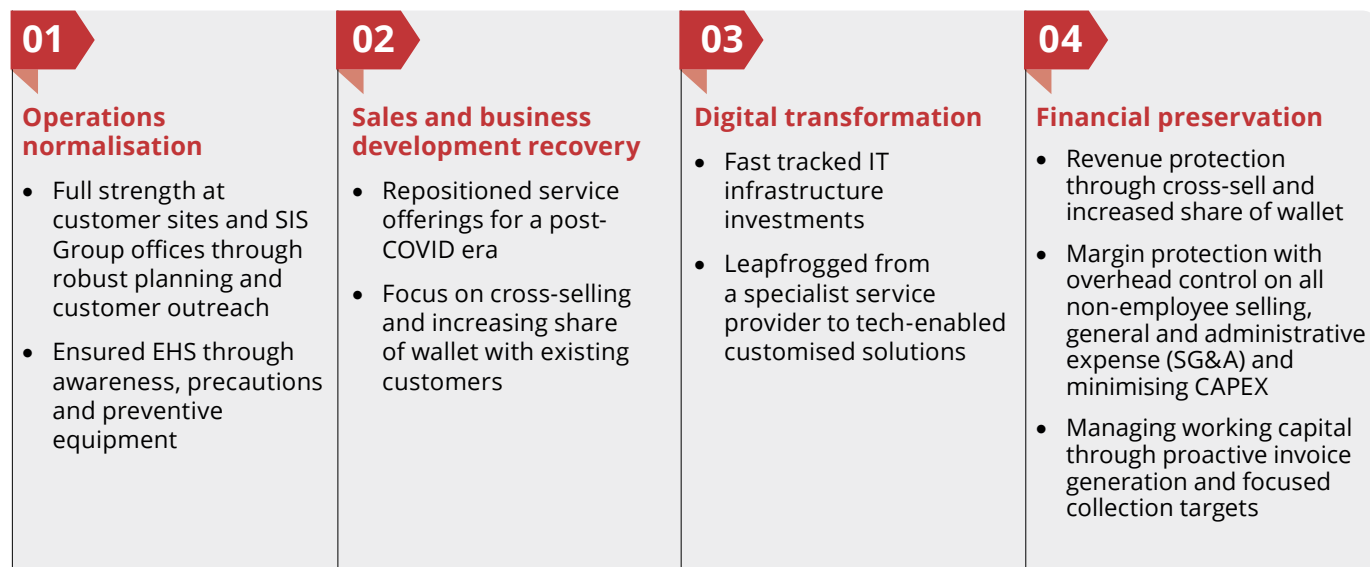 01
Operations
normalisation
• Full strength at
customer sites and SIS
Group offices through
robust planning and
customer outreach
• Ensured EHS through
awareness, precautions
and preventive
equipment
02
Sales and business
development recovery
• Repositioned service
offerings for a post-
COVID era
• Focus on cross-selling
and increasing share
of wallet with existing
customers
03
Digital transformation
• Fast tracked IT
infrastructure
investments
• Leapfrogged from
a specialist service
provider to tech-enabled
customised solutions
04
Financial preservation
• Revenue protection
through cross-sell and
increased share of wallet
• Margin protection with
overhead control on all
non-employee selling,
general and administrative
expense (SG&A) and
minimising CAPEX
• Managing working capital
through proactive invoice
generation and focused
collection targets